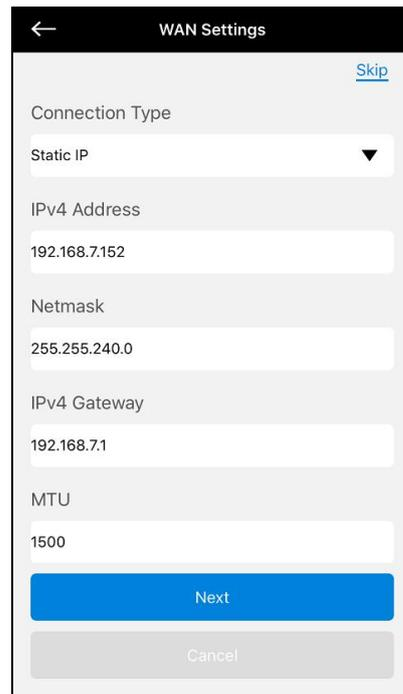 WAN Settings
Skip
Connection Type
Static IP
IPv4 Address
192.168.7.152
Netmask
255.255.240.0
IPv4 Gateway
192.168.7.1
MTU
1500
Next
Cancel